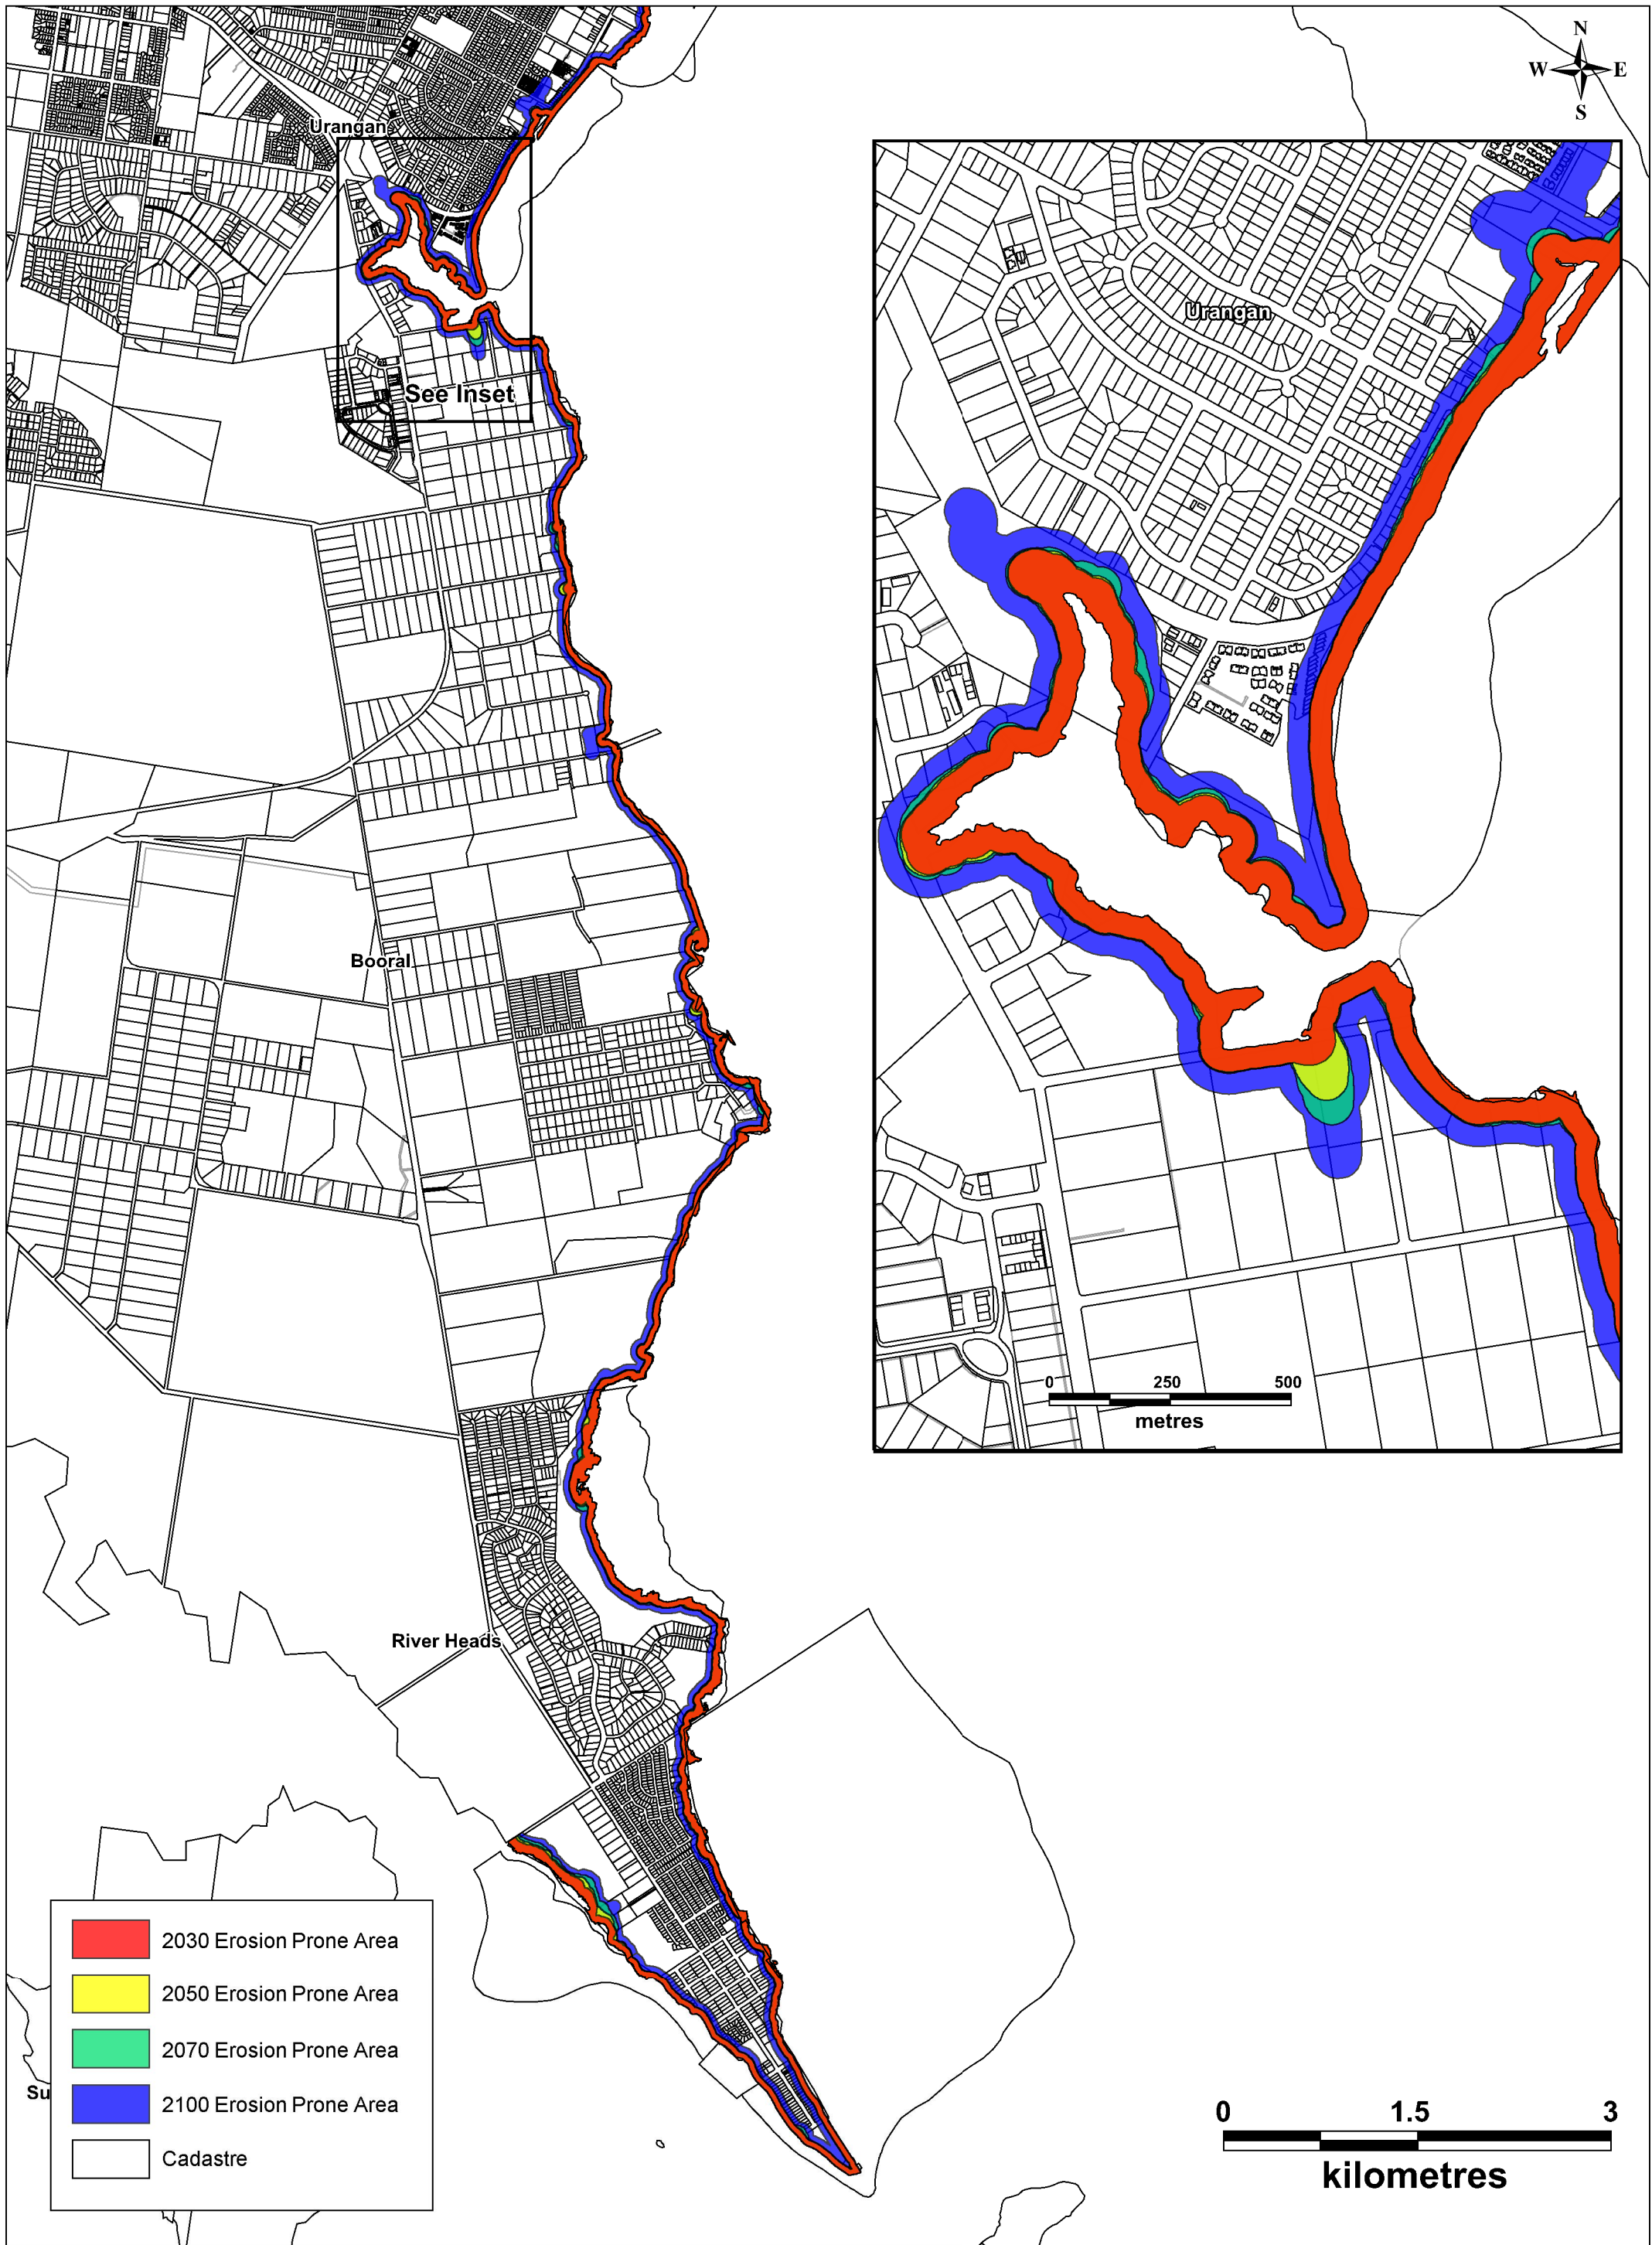 N
W E
S
Urangan
See Inset
Urangan
0 250 500
metres
Booral
River Heads
Su
2030 Erosion Prone Area
2050 Erosion Prone Area
2070 Erosion Prone Area
2100 Erosion Prone Area
Cadastre
0 1.5 3
kilometres